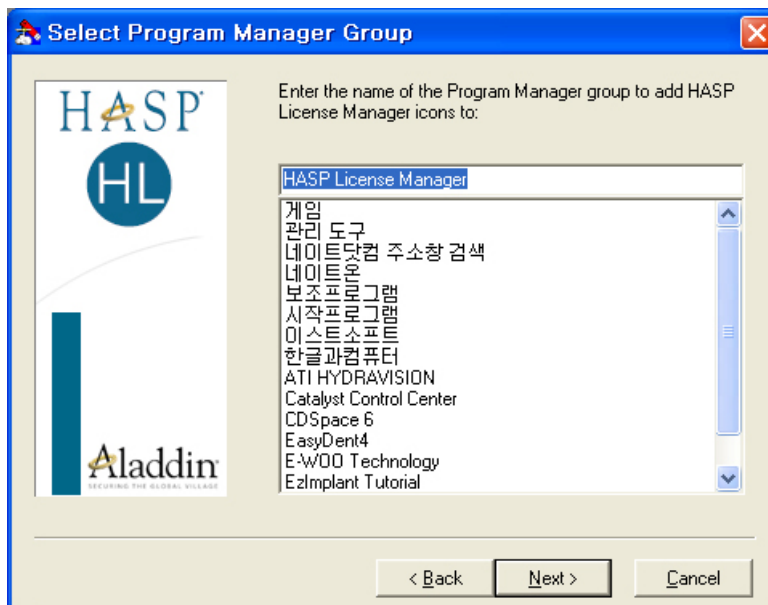 Select Program Manager Group
HASP
HL
Aladdin
SECURING THE GLOBAL VILLAGE
Enter the name of the Program Manager group to add HASP
License Manager icons to:
HASP License Manager
게임
관리 도구
네이트닷컴 주소창 검색
네이트온
보조프로그램
시작프로그램
이스트소프트
한글과컴퓨터
ATI HYDRAVISION
Catalyst Control Center
CDSpace 6
EasyDent4
E-WOO Technology
EzImplant Tutorial
< Back
Next >
Cancel